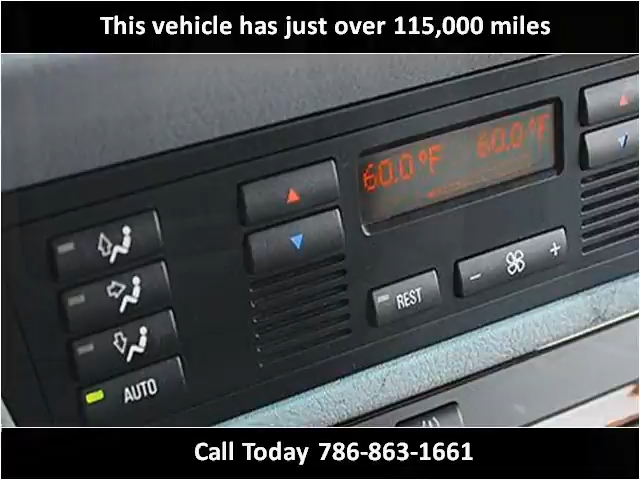 This vehicle has just over 115,000 miles
60.0°F 60.0°F
REST
- +
AUTO
Call Today 786-863-1661